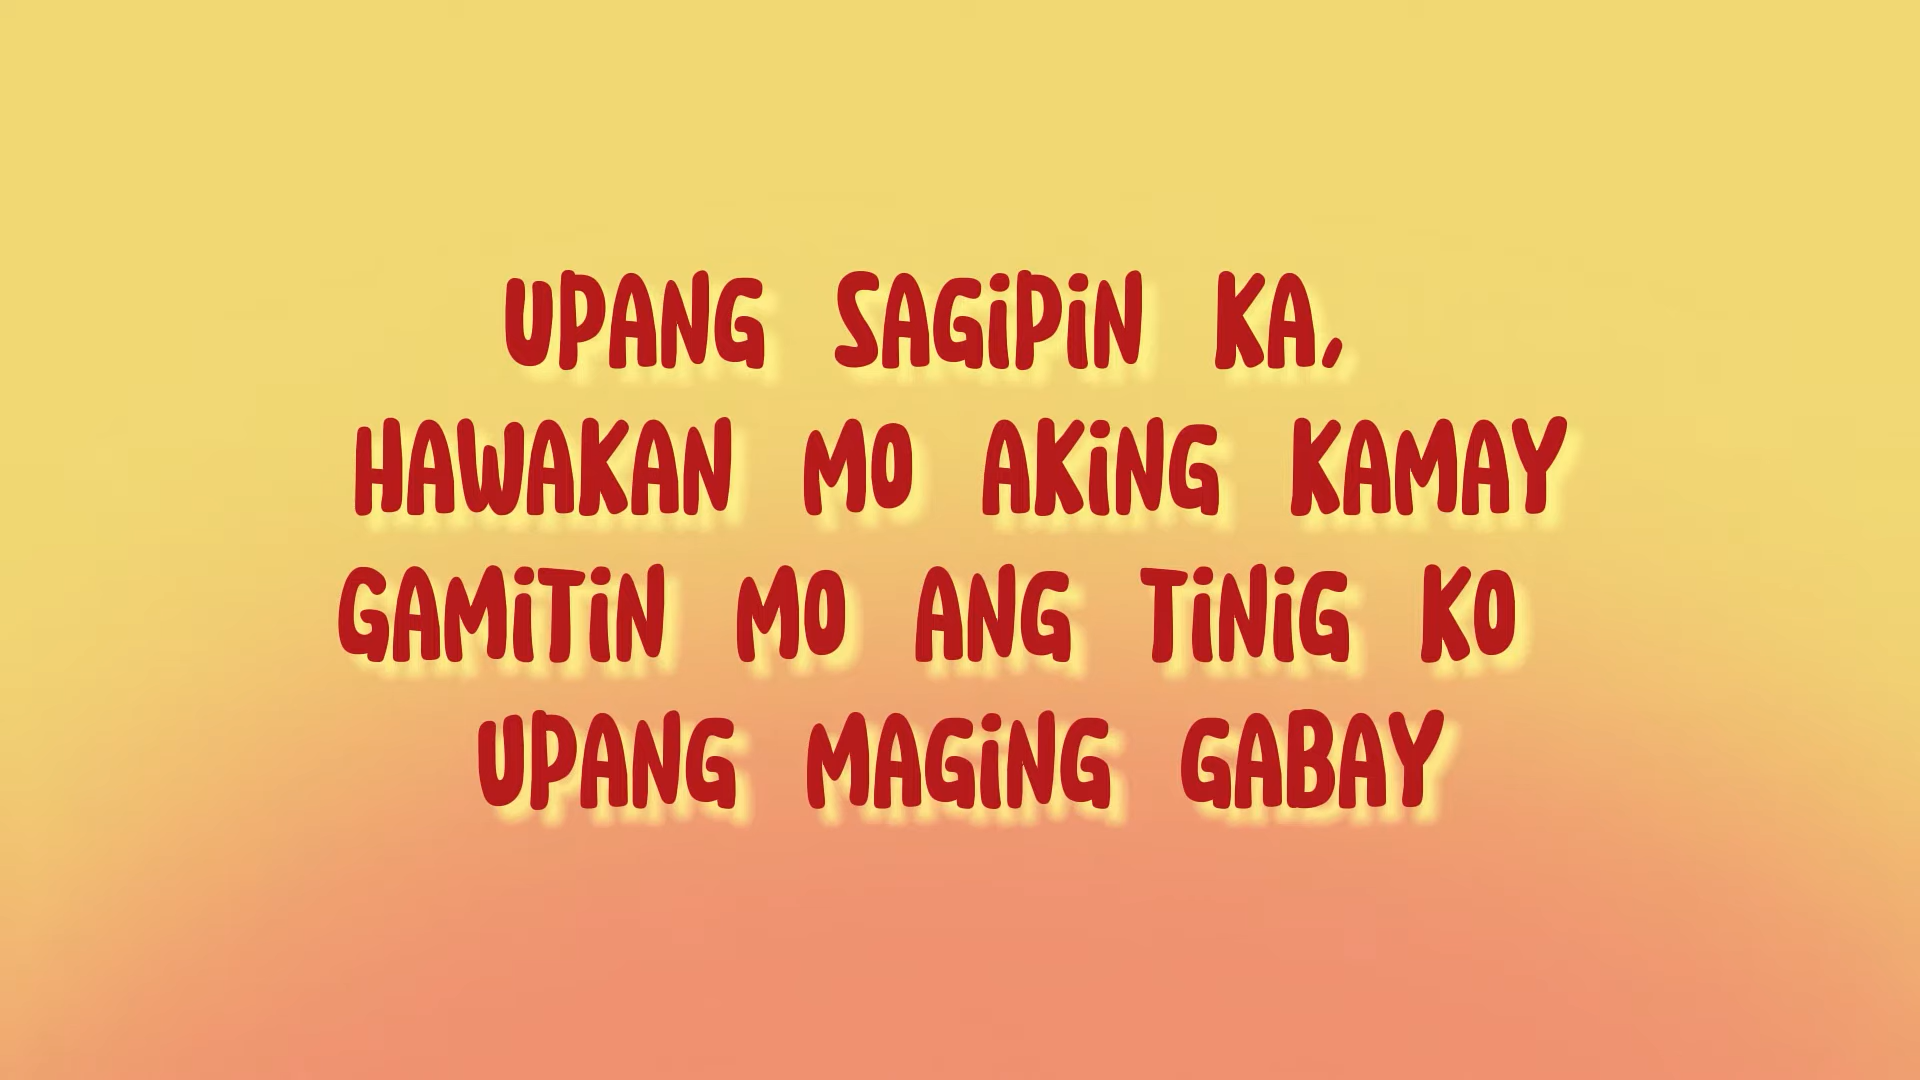 UPANG SAGIPIN KA,
HAWAKAN MO AKING KAMAY
GAMITIN MO ANG TINIG KO
UPANG MAGING GABAY